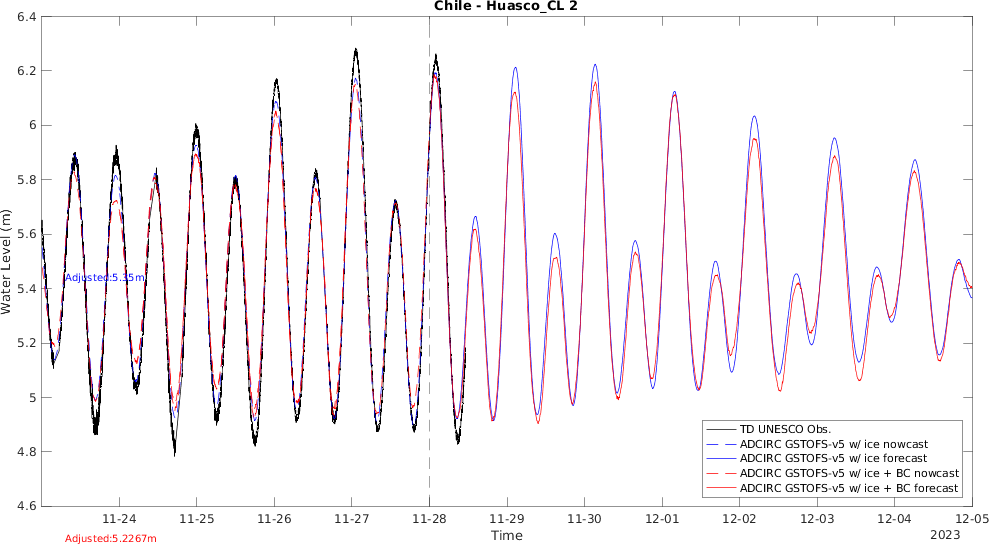 Chile - Huasco_CL 2
Water Level (m)
6.4
6.2
6
5.8
5.6
5.4
5.2
5
4.8
4.6
Adjusted:5.35m
TD UNESCO Obs.
ADCIRC GSTOFS-v5 w/ ice nowcast
ADCIRC GSTOFS-v5 w/ ice forecast
ADCIRC GSTOFS-v5 w/ ice + BC nowcast
ADCIRC GSTOFS-v5 w/ ice + BC forecast
11-24 11-25 11-26 11-27 11-28 11-29 11-30 12-01 12-02 12-03 12-04 12-05
2023
Time
Adjusted:5.2267m